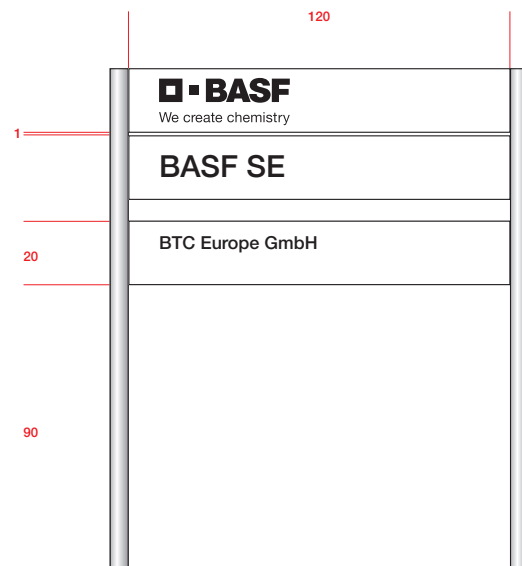 120
BASF
We create chemistry
1
BASF SE
BTC Europe GmbH
20
90